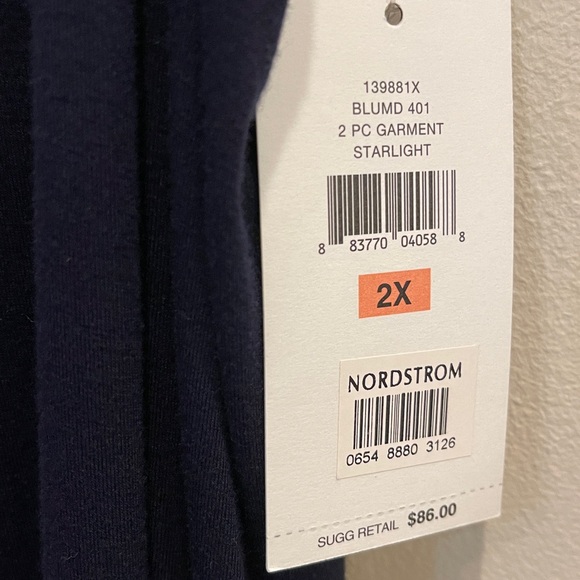 139881X
BLUMD 401
2 PC GARMENT
STARLIGHT
8 83770 04058 8
2X
NORDSTROM
0654 8880 3126
SUGG RETAIL $86.00